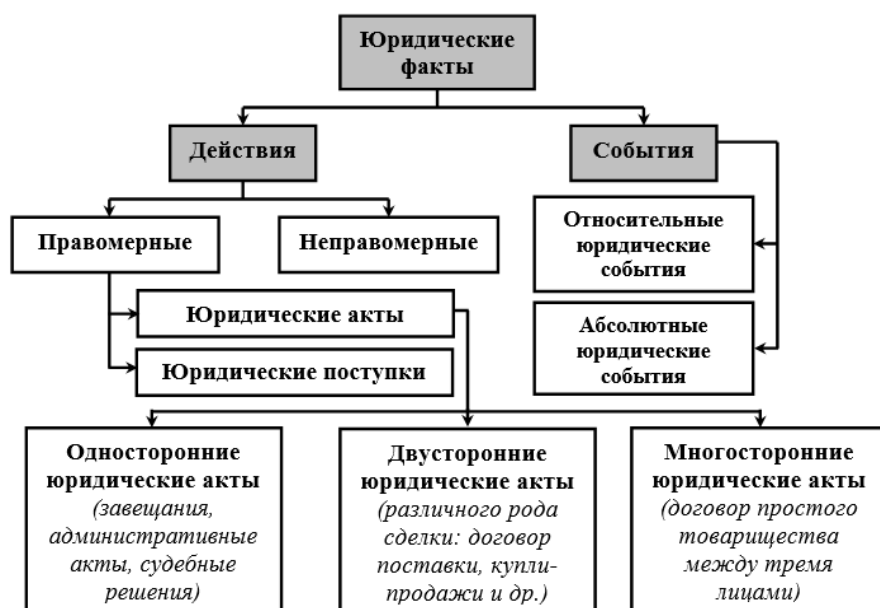 Юридические
факты
Действия
События
Правомерные
Неправомерные
Относительные
юридические
события
Юридические акты
Абсолютные
юридические
события
Юридические поступки
Односторонние
юридические акты
(завещания,
административные
акты, судебные
решения)
Двусторонние
юридические акты
(различного рода
сделки: договор
поставки, купли-
продажи и др.)
Многосторонние
юридические акты
(договор простого
товарищества
между тремя
лицами)